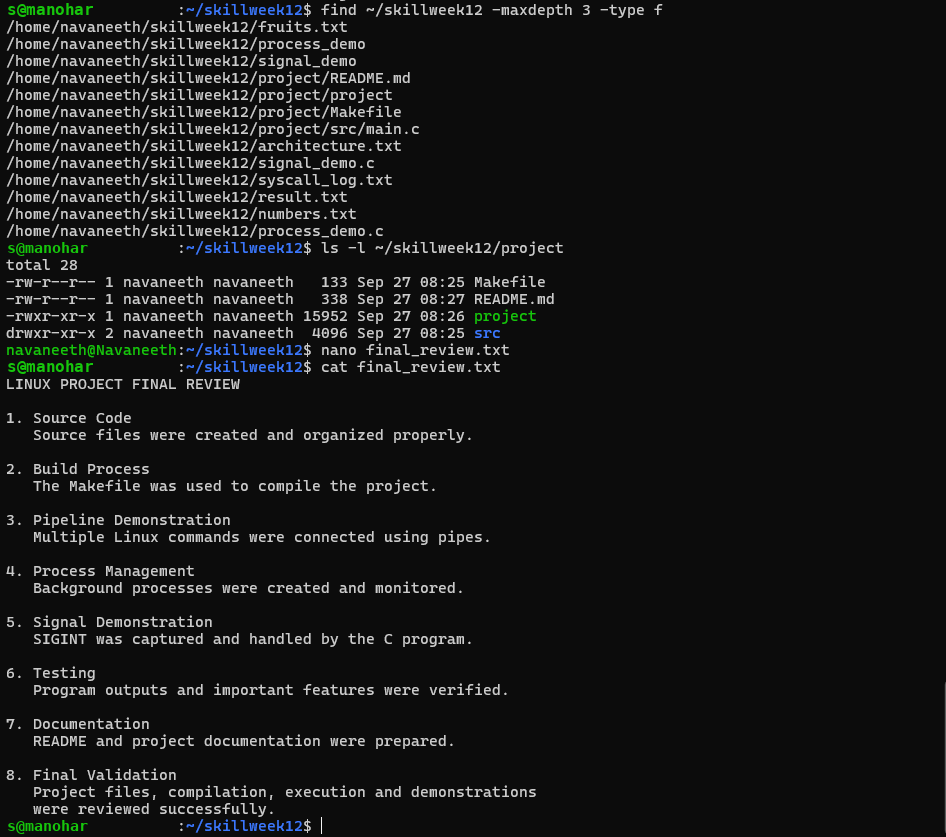 s@manohar          :~/skillweek12$ find ~/skillweek12 -maxdepth 3 -type f
/home/navaneeth/skillweek12/fruits.txt
/home/navaneeth/skillweek12/process_demo
/home/navaneeth/skillweek12/signal_demo
/home/navaneeth/skillweek12/project/README.md
/home/navaneeth/skillweek12/project/project
/home/navaneeth/skillweek12/project/Makefile
/home/navaneeth/skillweek12/project/src/main.c
/home/navaneeth/skillweek12/architecture.txt
/home/navaneeth/skillweek12/signal_demo.c
/home/navaneeth/skillweek12/syscall_log.txt
/home/navaneeth/skillweek12/result.txt
/home/navaneeth/skillweek12/numbers.txt
/home/navaneeth/skillweek12/process_demo.c
s@manohar          :~/skillweek12$ ls -l ~/skillweek12/project
total 28
-rw-r--r-- 1 navaneeth navaneeth   133 Sep 27 08:25 Makefile
-rw-r--r-- 1 navaneeth navaneeth   338 Sep 27 08:27 README.md
-rwxr-xr-x 1 navaneeth navaneeth 15952 Sep 27 08:26 project
drwxr-xr-x 2 navaneeth navaneeth  4096 Sep 27 08:25 src
navaneeth@Navaneeth:~/skillweek12$ nano final_review.txt
s@manohar          :~/skillweek12$ cat final_review.txt
LINUX PROJECT FINAL REVIEW

1. Source Code
   Source files were created and organized properly.

2. Build Process
   The Makefile was used to compile the project.

3. Pipeline Demonstration
   Multiple Linux commands were connected using pipes.

4. Process Management
   Background processes were created and monitored.

5. Signal Demonstration
   SIGINT was captured and handled by the C program.

6. Testing
   Program outputs and important features were verified.

7. Documentation
   README and project documentation were prepared.

8. Final Validation
   Project files, compilation, execution and demonstrations
   were reviewed successfully.
s@manohar          :~/skillweek12$